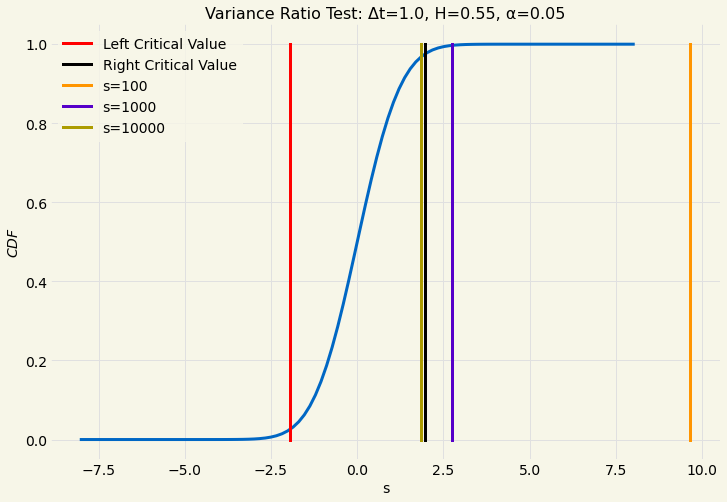 Variance Ratio Test: Δt=1.0, H=0.55, α=0.05
Left Critical Value
Right Critical Value
s=100
s=1000
s=10000
1.0
0.8
0.6
0.4
0.2
0.0
CDF
−7.5 −5.0 −2.5 0.0 2.5 5.0 7.5 10.0
s